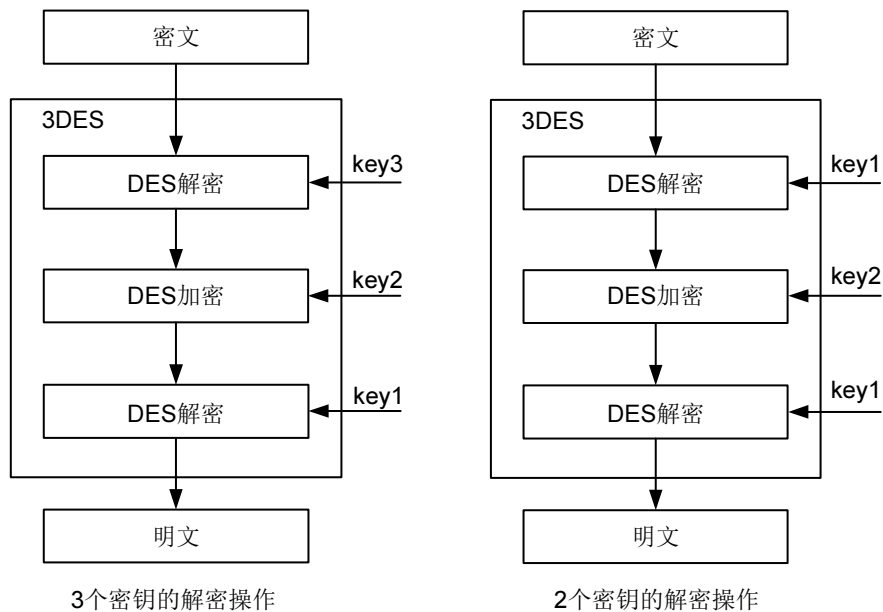 密文
3DES
DES解密
key3
DES加密
key2
DES解密
key1
明文
3个密钥的解密操作
密文
3DES
DES解密
key1
DES加密
key2
DES解密
key1
明文
2个密钥的解密操作